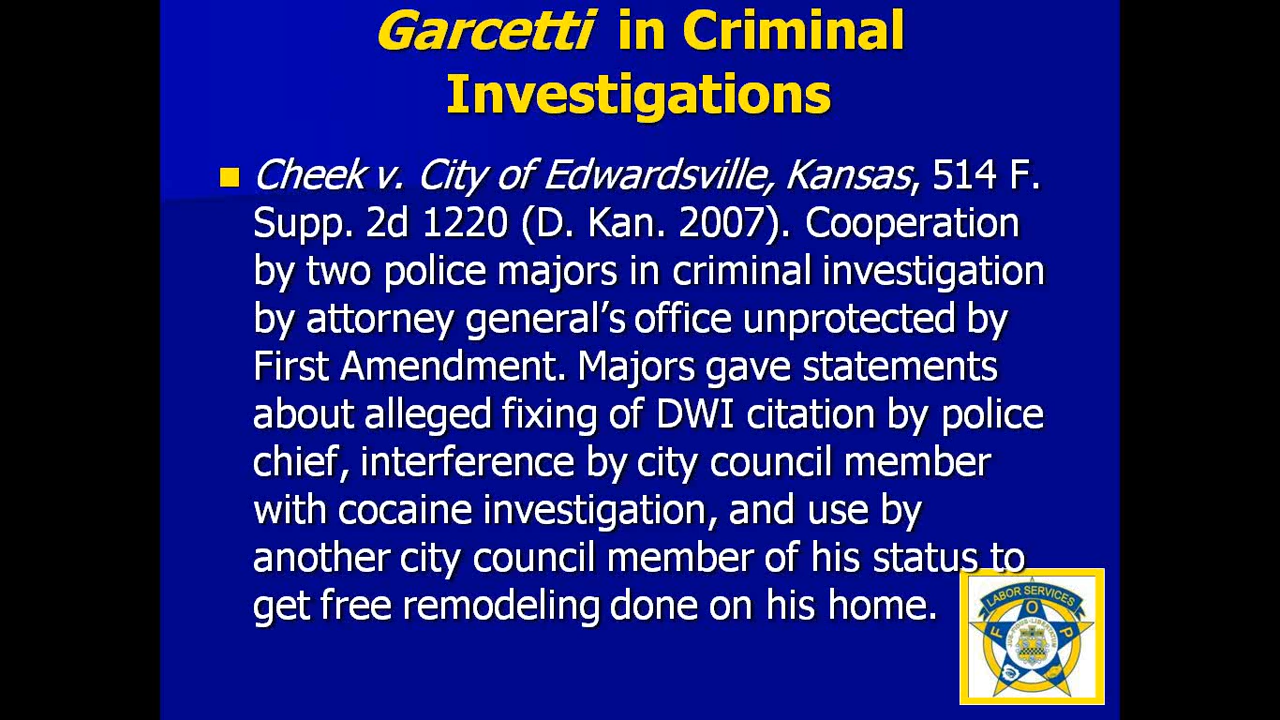 Garcetti in Criminal
Investigations
Cheek v. City of Edwardsville, Kansas, 514 F.
Supp. 2d 1220 (D. Kan. 2007). Cooperation
by two police majors in criminal investigation
by attorney general’s office unprotected by
First Amendment. Majors gave statements
about alleged fixing of DWI citation by police
chief, interference by city council member
with cocaine investigation, and use by
another city council member of his status to
get free remodeling done on his home.
LABOR SERVICES
F O P